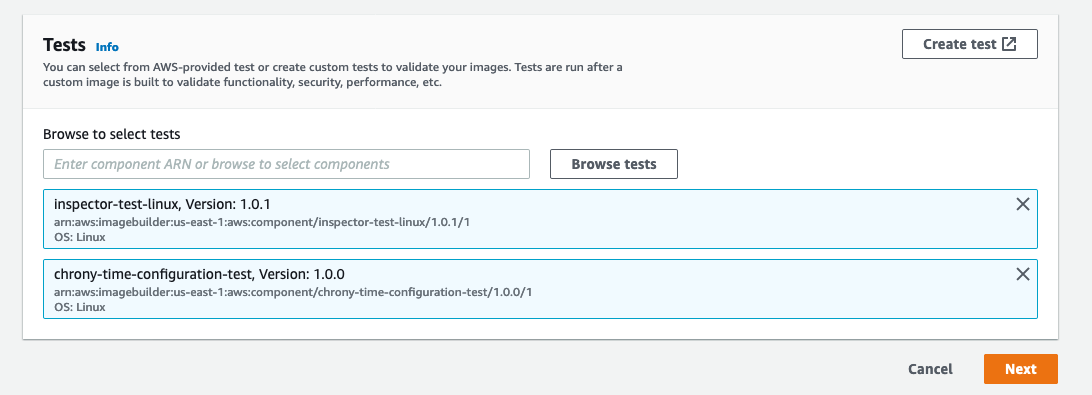 Tests Info
Create test
You can select from AWS-provided test or create custom tests to validate your images. Tests are run after a
custom image is built to validate functionality, security, performance, etc.
Browse to select tests
Enter component ARN or browse to select components
Browse tests
inspector-test-linux, Version: 1.0.1
arn:aws:imagebuilder:us-east-1:aws:component/inspector-test-linux/1.0.1/1
OS: Linux
chrony-time-configuration-test, Version: 1.0.0
arn:aws:imagebuilder:us-east-1:aws:component/chrony-time-configuration-test/1.0.0/1
OS: Linux
Cancel
Next